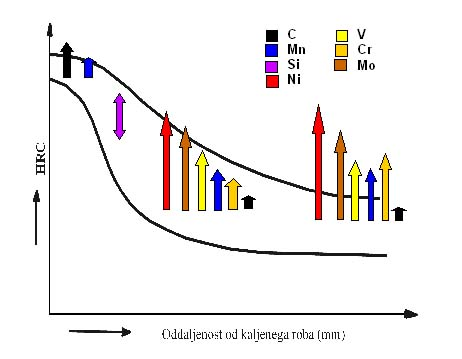 C
Mn
Si
Ni
V
Cr
Mo
HRC
Oddaljenost od kaljenega roba (mm)